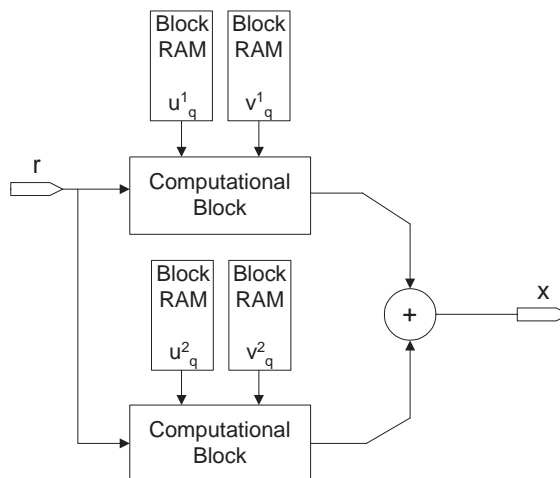 Block RAM u¹q
Block RAM v¹q
r
Computational Block
Block RAM u²q
Block RAM v²q
+
x
Computational Block